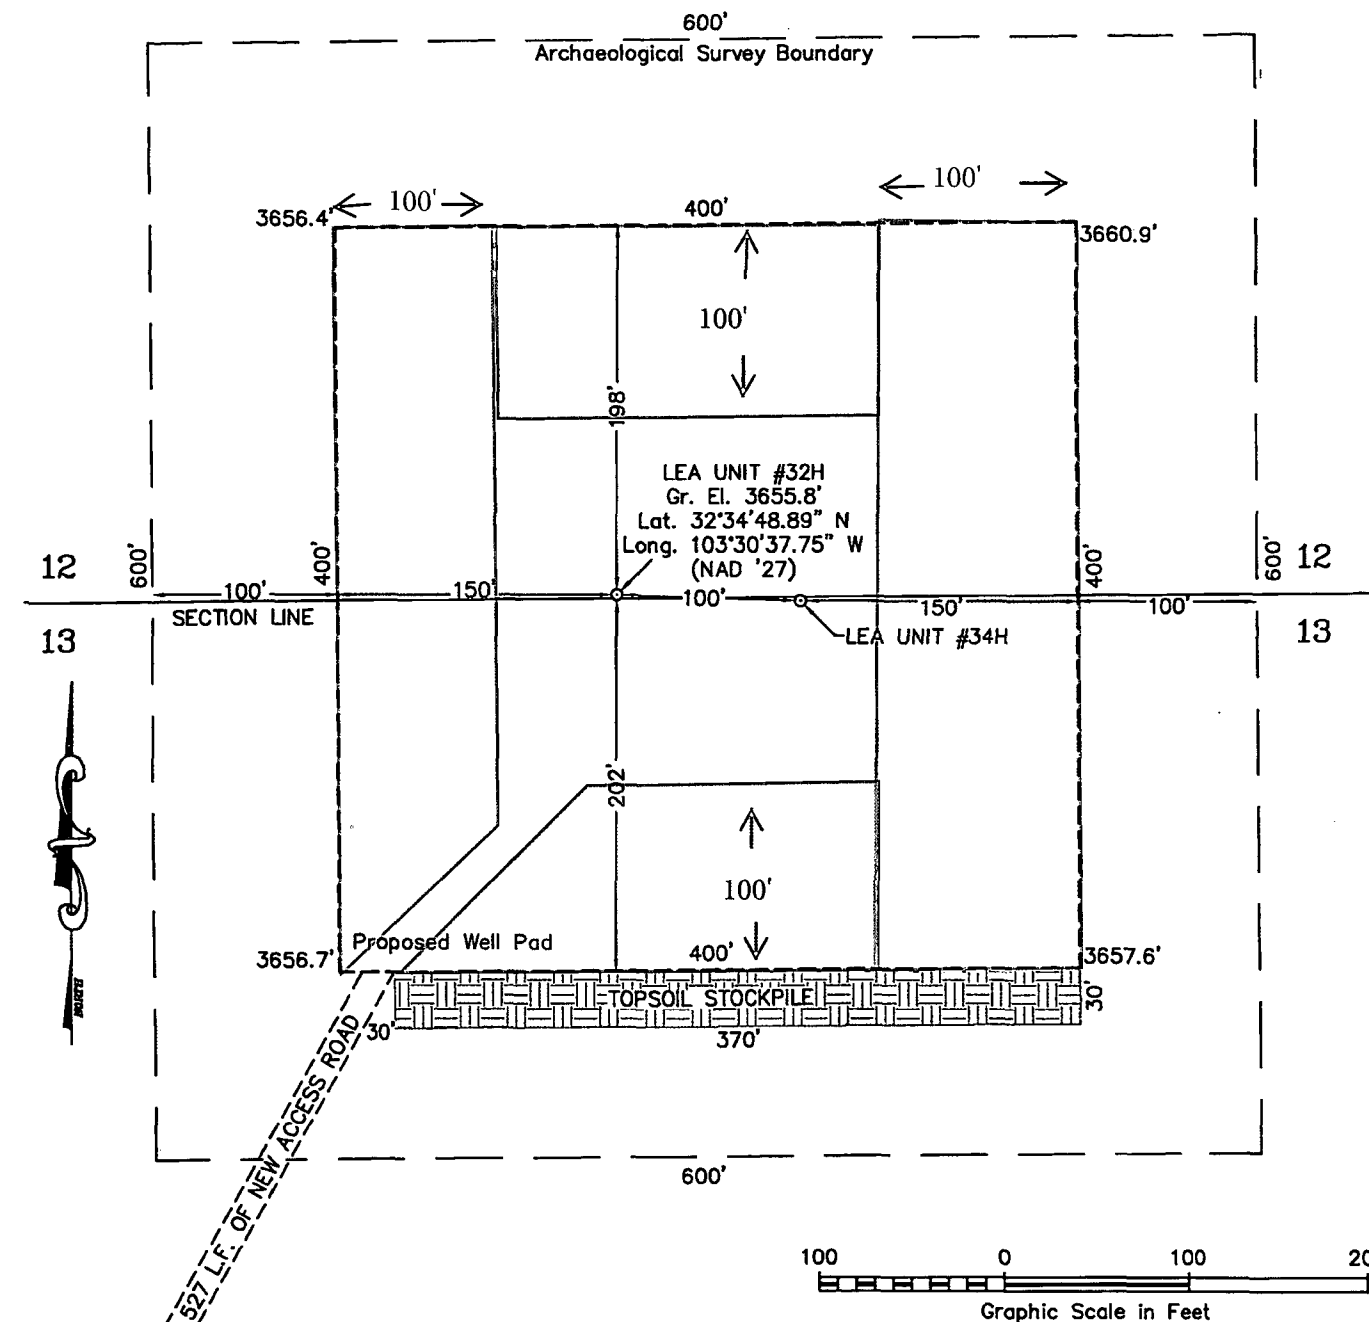 600'
Archaeological Survey Boundary
100'
100'
3656.4'
400'
3660.9'
100'
198'
LEA UNIT #32H
Gr. El. 3655.8'
Lat. 32°34'48.89" N
Long. 103°30'37.75" W
(NAD '27)
12
600'
400'
400'
600'
12
100'
150'
100'
150'
100'
SECTION LINE
13
LEA UNIT #34H
13
202'
100'
Proposed Well Pad
3656.7'
400'
3657.6'
TOPSOIL STOCKPILE
30'
30'
370'
527 L.F. OF NEW ACCESS ROAD
600'
100 0 100 20
Graphic Scale in Feet